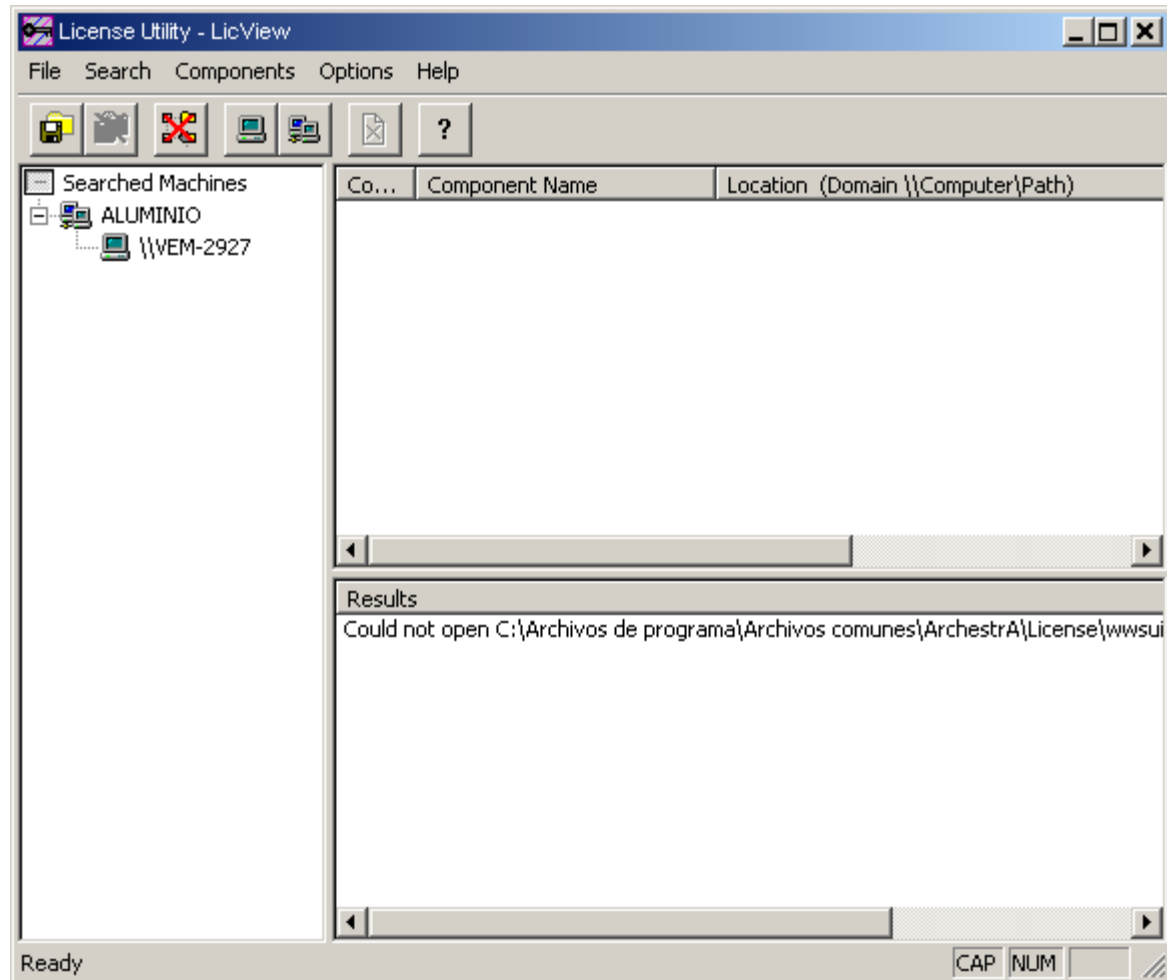 License Utility - LicView
File Search Components Options Help
?
Searched Machines
ALUMINIO
\\VEM-2927
Co... Component Name Location (Domain \\Computer\Path)
Results
Could not open C:\Archivos de programa\Archivos comunes\ArchestrA\License\wwsui
Ready CAP NUM